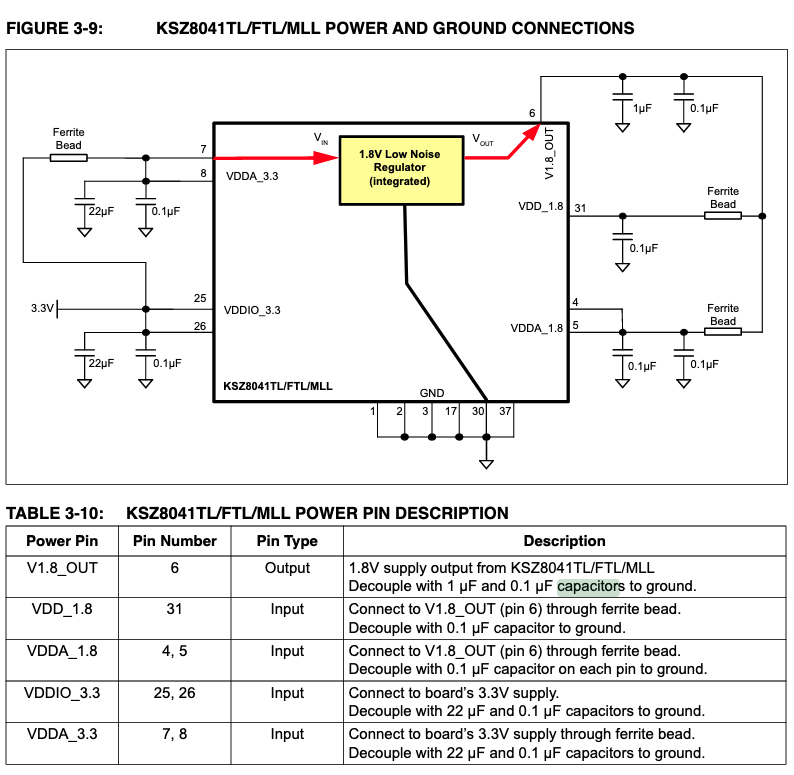 FIGURE 3-9: KSZ8041TL/FTL/MLL POWER AND GROUND CONNECTIONS
6
1µF
0.1µF
Ferrite
Bead
7
8
VDDA_3.3
22µF
0.1µF
VIN
1.8V Low Noise
Regulator
(integrated)
VOUT
V1.8_OUT
VDD_1.8
31
Ferrite
Bead
0.1µF
3.3V
25
26
VDDIO_3.3
22µF
0.1µF
4
VDDA_1.8
5
Ferrite
Bead
0.1µF
0.1µF
KSZ8041TL/FTL/MLL
GND
1 2 3 17 30 37
TABLE 3-10: KSZ8041TL/FTL/MLL POWER PIN DESCRIPTION
Power Pin Pin Number Pin Type Description
V1.8_OUT 6 Output 1.8V supply output from KSZ8041TL/FTL/MLL
Decouple with 1 µF and 0.1 µF capacitors to ground.
VDD_1.8 31 Input Connect to V1.8_OUT (pin 6) through ferrite bead.
Decouple with 0.1 µF capacitor to ground.
VDDA_1.8 4, 5 Input Connect to V1.8_OUT (pin 6) through ferrite bead.
Decouple with 0.1 µF capacitor on each pin to ground.
VDDIO_3.3 25, 26 Input Connect to board's 3.3V supply.
Decouple with 22 µF and 0.1 µF capacitors to ground.
VDDA_3.3 7, 8 Input Connect to board's 3.3V supply through ferrite bead.
Decouple with 22 µF and 0.1 µF capacitors to ground.